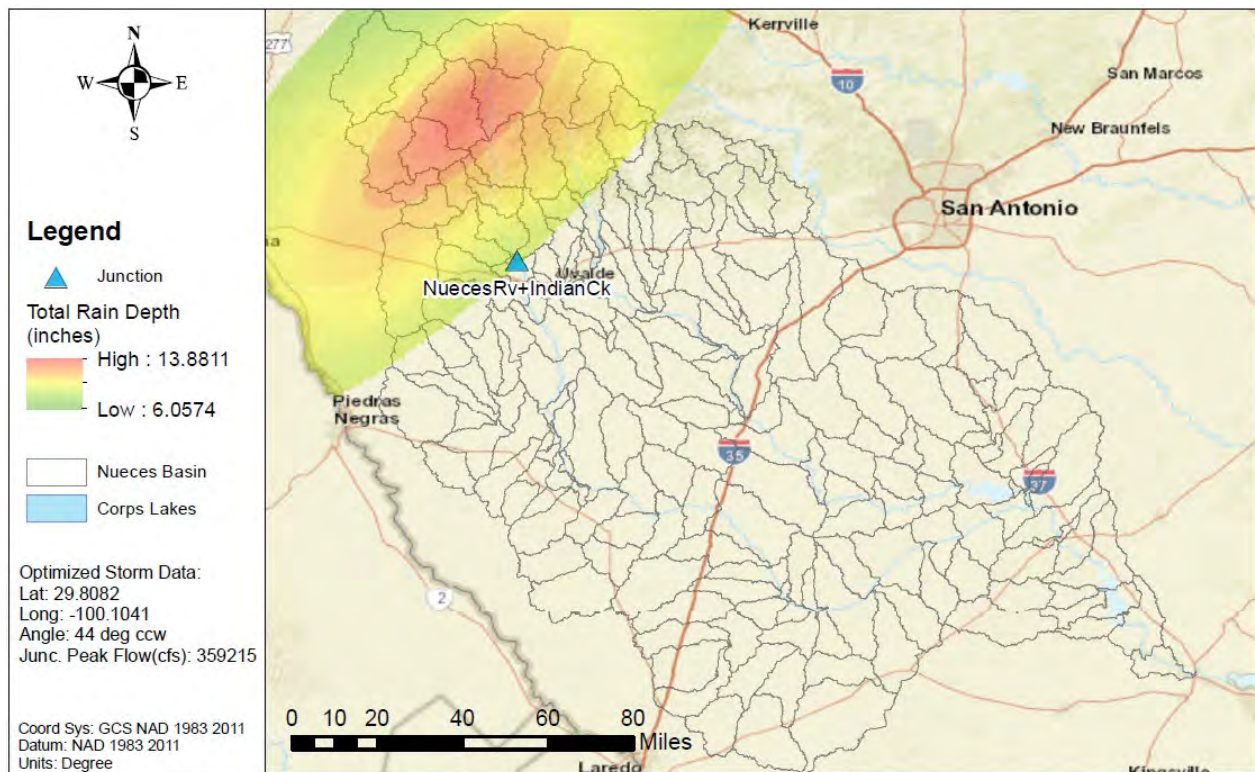 N
W E
S
Legend
Junction
Total Rain Depth
(inches)
High : 13.8811
Low : 6.0574
Nueces Basin
Corps Lakes
Optimized Storm Data:
Lat: 29.8082
Long: -100.1041
Angle: 44 deg ccw
Junc. Peak Flow(cfs): 359215
Coord Sys: GCS NAD 1983 2011
Datum: NAD 1983 2011
Units: Degree
277
Kerrville
10
San Marcos
New Braunfels
San Antonio
Uvalde
NuecesRv+IndianCk
Piedras
Negras
35
37
2
0 10 20 40 60 80
Miles
Laredo
Kingsville